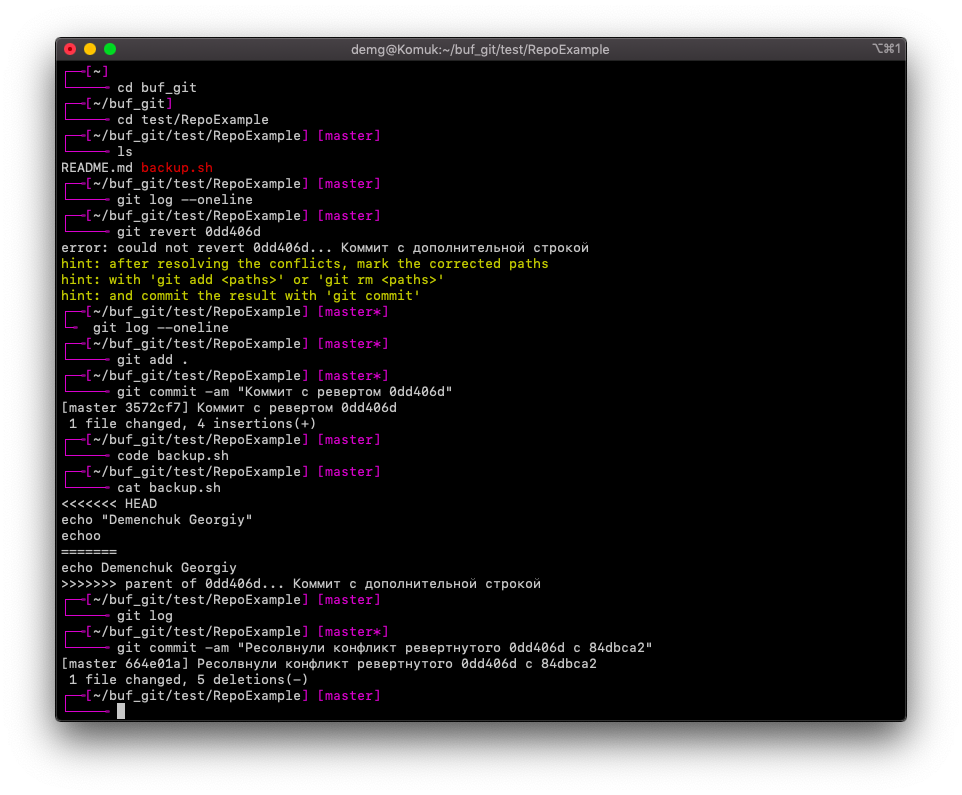 demg@Komuk:~/buf_git/test/RepoExample
⌥⌘1
[~]
cd buf_git
[~/buf_git]
cd test/RepoExample
[~/buf_git/test/RepoExample] [master]
ls
README.md backup.sh
[~/buf_git/test/RepoExample] [master]
git log --oneline
[~/buf_git/test/RepoExample] [master]
git revert 0dd406d
error: could not revert 0dd406d... Коммит с дополнительной строкой
hint: after resolving the conflicts, mark the corrected paths
hint: with 'git add <paths>' or 'git rm <paths>'
hint: and commit the result with 'git commit'
[~/buf_git/test/RepoExample] [master*]
git log --oneline
[~/buf_git/test/RepoExample] [master*]
git add .
[~/buf_git/test/RepoExample] [master*]
git commit -am "Коммит с ревертом 0dd406d"
[master 3572cf7] Коммит с ревертом 0dd406d
1 file changed, 4 insertions(+)
[~/buf_git/test/RepoExample] [master]
code backup.sh
[~/buf_git/test/RepoExample] [master]
cat backup.sh
<<<<<<< HEAD
echo "Demenchuk Georgiy"
echoo
=======
echo Demenchuk Georgiy
>>>>>>> parent of 0dd406d... Коммит с дополнительной строкой
[~/buf_git/test/RepoExample] [master]
git log
[~/buf_git/test/RepoExample] [master*]
git commit -am "Ресолвнули конфликт ревертнутого 0dd406d с 84dbca2"
[master 664e01a] Ресолвнули конфликт ревертнутого 0dd406d с 84dbca2
1 file changed, 5 deletions(-)
[~/buf_git/test/RepoExample] [master]